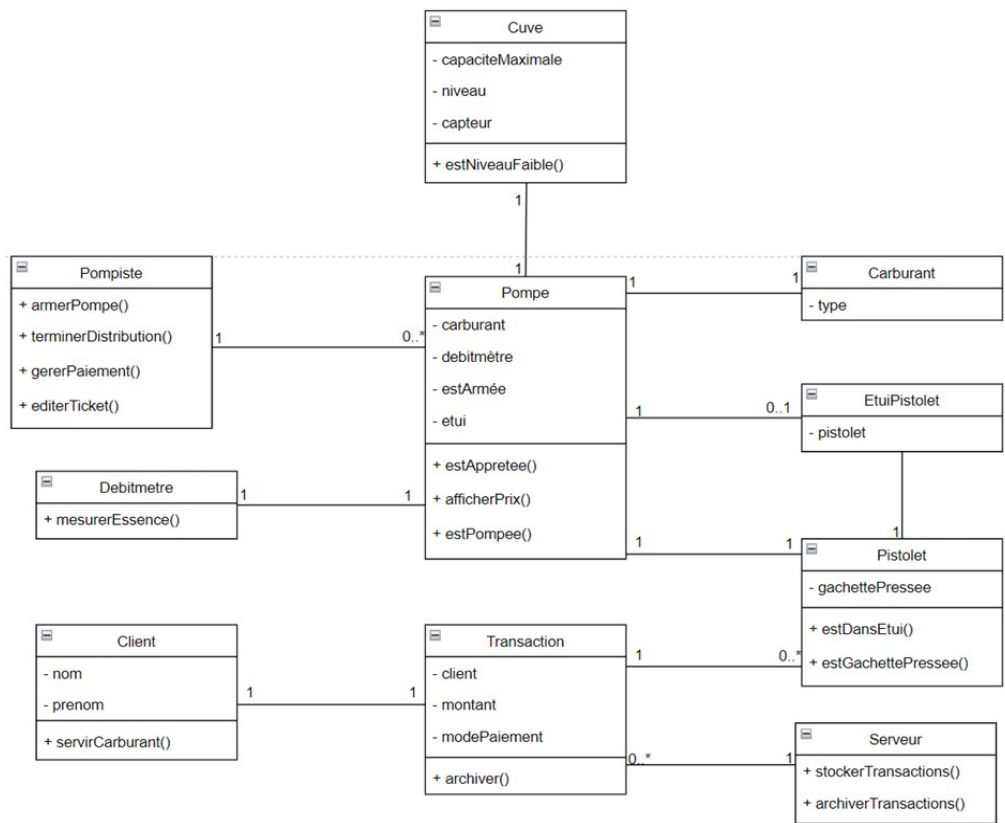 Cuve
- capaciteMaximale
- niveau
- capteur
+ estNiveauFaible()
1
1
Pompiste
+ armerPompe()
+ terminerDistribution()
+ gererPaiement()
+ editerTicket()
1
0..*
Pompe
- carburant
- debitmètre
- estArmée
- etui
+ estAppretee()
+ afficherPrix()
+ estPompee()
1
1
Carburant
- type
1
0..1
EtuiPistolet
- pistolet
1
Debitmetre
+ mesurerEssence()
1
1
1
1
Pistolet
- gachettePressee
+ estDansEtui()
+ estGachettePressee()
Client
- nom
- prenom
+ servirCarburant()
1
1
Transaction
- client
- montant
- modePaiement
+ archiver()
1
0..*
0..*
1
Serveur
+ stockerTransactions()
+ archiverTransactions()